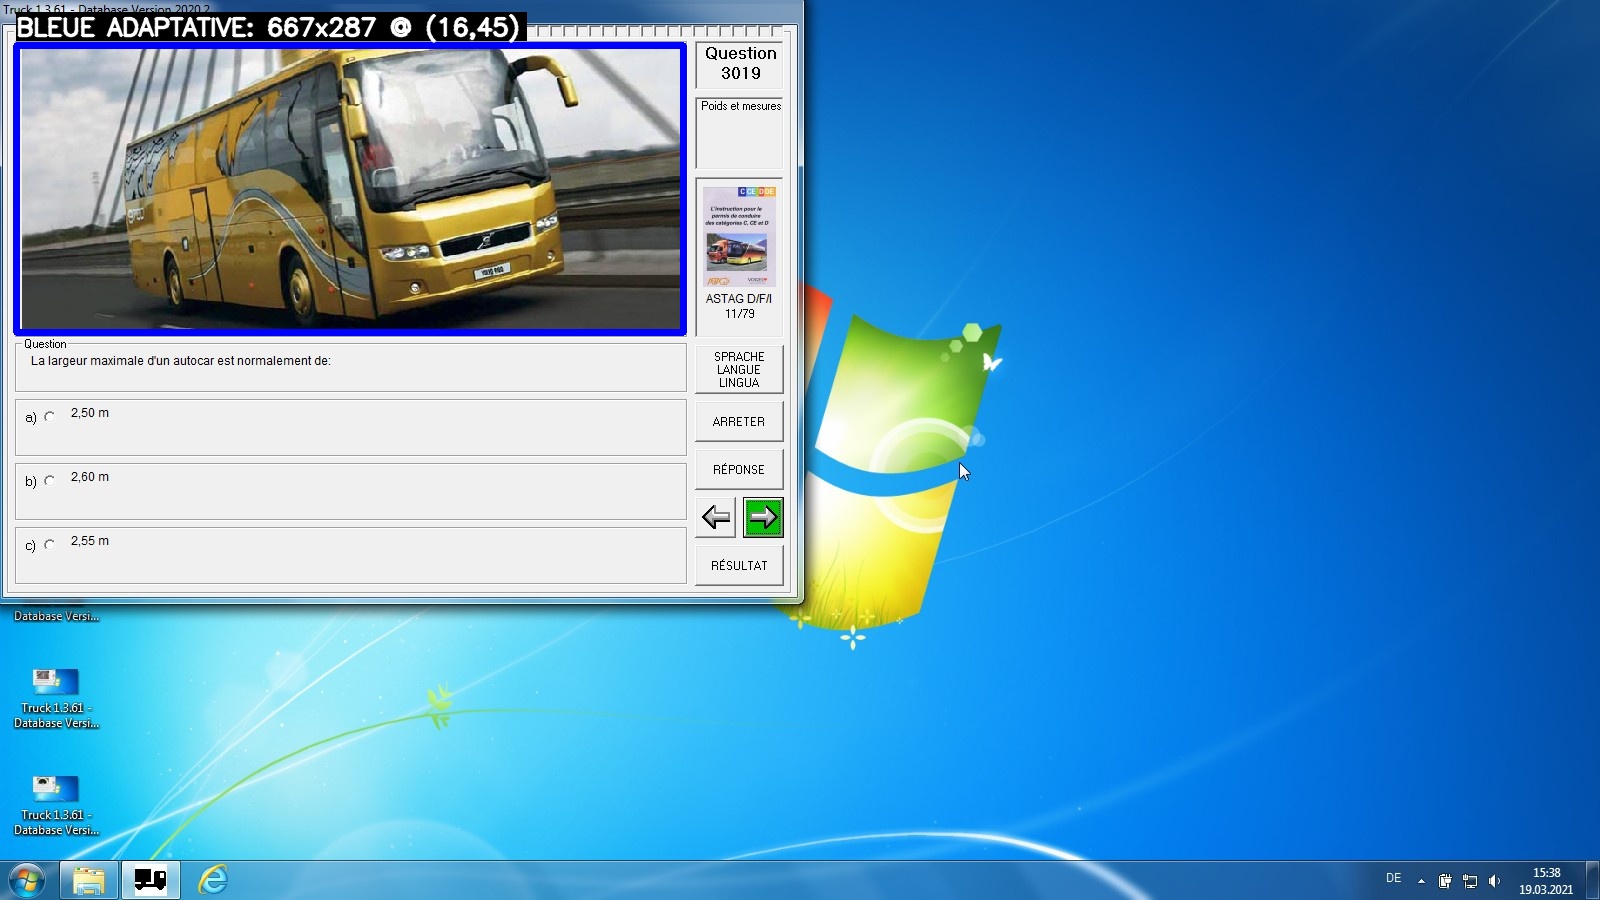 Truck 1.3.61 - Database Version 2020.2
BLEUE ADAPTATIVE: 667x287 @ (16,45)
Question
3019
Poids et mesures
C CE D DE
L'instruction pour le
permis de conduire
des catégories C, CE et D
ASTAG D/F/I
11/79
Question
La largeur maximale d'un autocar est normalement de:
a) 2,50 m
b) 2,60 m
c) 2,55 m
SPRACHE
LANGUE
LINGUA
ARRETER
RÉPONSE
RÉSULTAT
Database Versi...
Truck 1.3.61 -
Database Versi...
Truck 1.3.61 -
Database Versi...
DE
15:38
19.03.2021